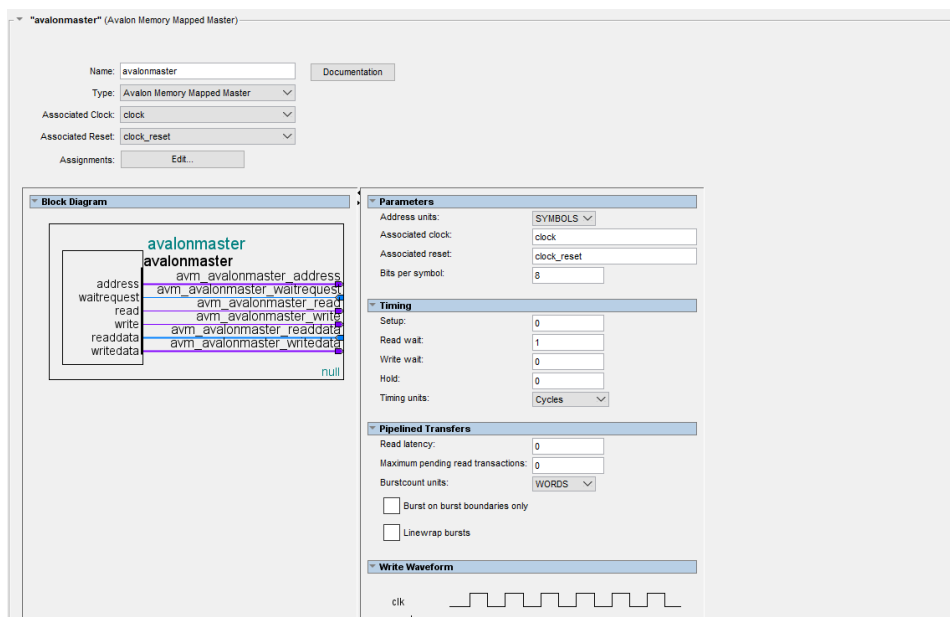 "avalonmaster" (Avalon Memory Mapped Master)
Name: avalonmaster Documentation
Type: Avalon Memory Mapped Master
Associated Clock: clock
Associated Reset: clock_reset
Assignments: Edit...
Block Diagram
avalonmaster
avalonmaster
address avm_avalonmaster_address
waitrequest avm_avalonmaster_waitrequest
read avm_avalonmaster_read
write avm_avalonmaster_write
readdata avm_avalonmaster_readdata
writedata avm_avalonmaster_writedata
null
Parameters
Address units: SYMBOLS
Associated clock: clock
Associated reset: clock_reset
Bits per symbol: 8
Timing
Setup: 0
Read wait: 1
Write wait: 0
Hold: 0
Timing units: Cycles
Pipelined Transfers
Read latency: 0
Maximum pending read transactions: 0
Burstcount units: WORDS
Burst on burst boundaries only
Linewrap bursts
Write Waveform
clk